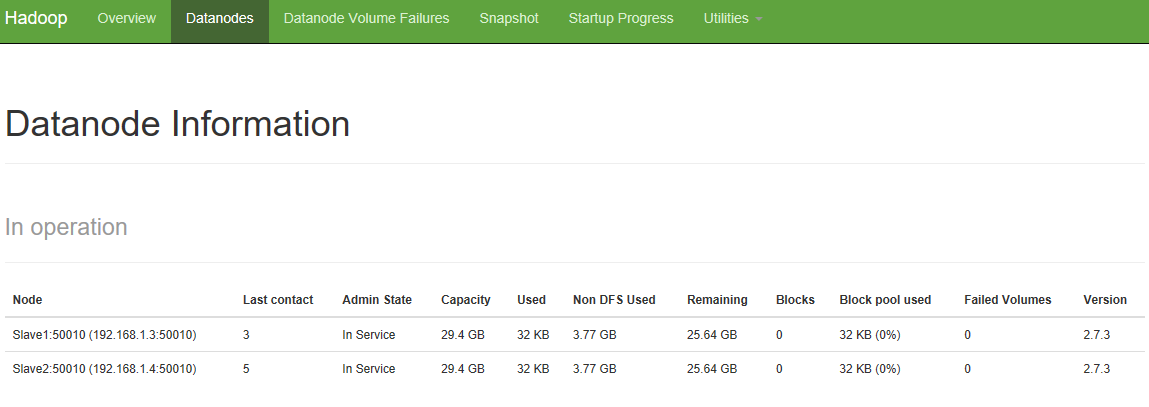 Hadoop Overview Datanodes Datanode Volume Failures Snapshot Startup Progress Utilities
Datanode Information
In operation
Node Last contact Admin State Capacity Used Non DFS Used Remaining Blocks Block pool used Failed Volumes Version
Slave1:50010 (192.168.1.3:50010) 3 In Service 29.4 GB 32 KB 3.77 GB 25.64 GB 0 32 KB (0%) 0 2.7.3
Slave2:50010 (192.168.1.4:50010) 5 In Service 29.4 GB 32 KB 3.77 GB 25.64 GB 0 32 KB (0%) 0 2.7.3